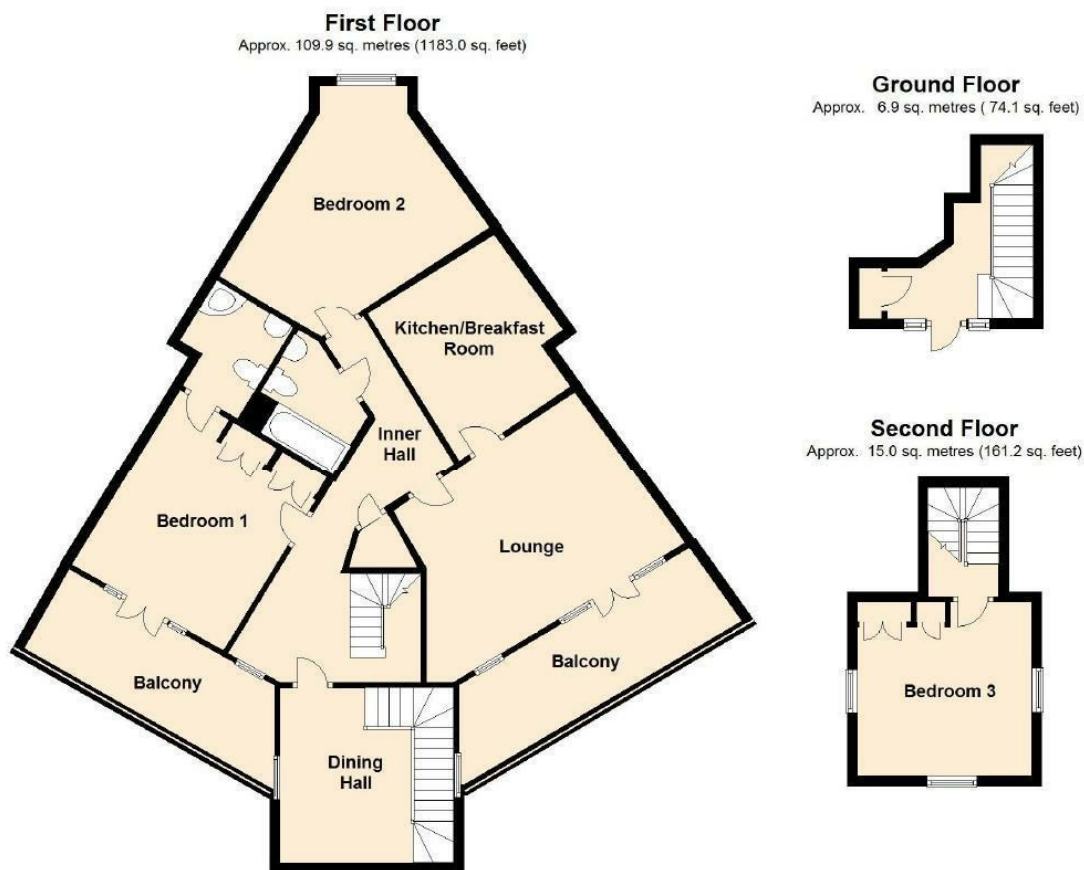 First Floor
Approx. 109.9 sq. metres (1183.0 sq. feet)
Bedroom 2
Kitchen/Breakfast
Room
Inner
Hall
Bedroom 1
Lounge
Balcony
Balcony
Dining
Hall
Ground Floor
Approx. 6.9 sq. metres ( 74.1 sq. feet)
Second Floor
Approx. 15.0 sq. metres (161.2 sq. feet)
Bedroom 3